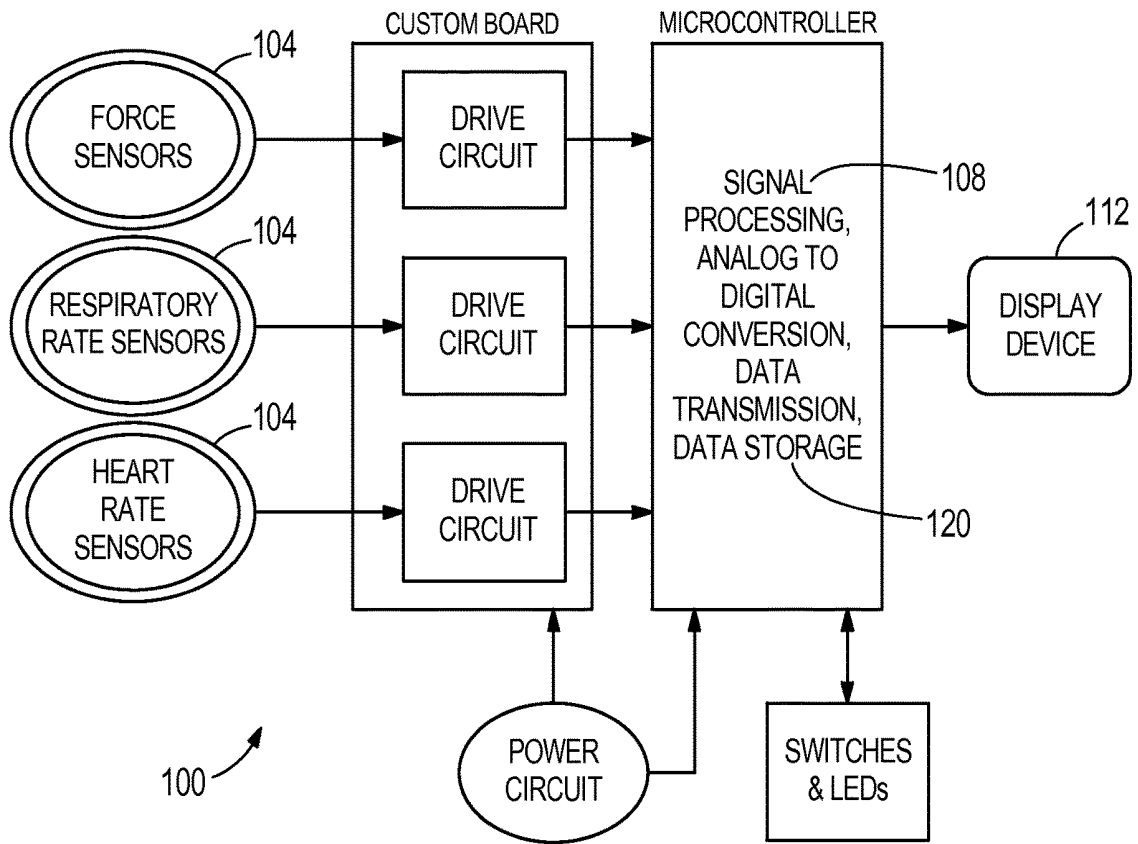 CUSTOM BOARD
MICROCONTROLLER
104
FORCE
SENSORS
DRIVE
CIRCUIT
104
RESPIRATORY
RATE SENSORS
DRIVE
CIRCUIT
104
HEART
RATE
SENSORS
DRIVE
CIRCUIT
SIGNAL
PROCESSING,
ANALOG TO
DIGITAL
CONVERSION,
DATA
TRANSMISSION,
DATA STORAGE
108
120
112
DISPLAY
DEVICE
100
POWER
CIRCUIT
SWITCHES
& LEDs